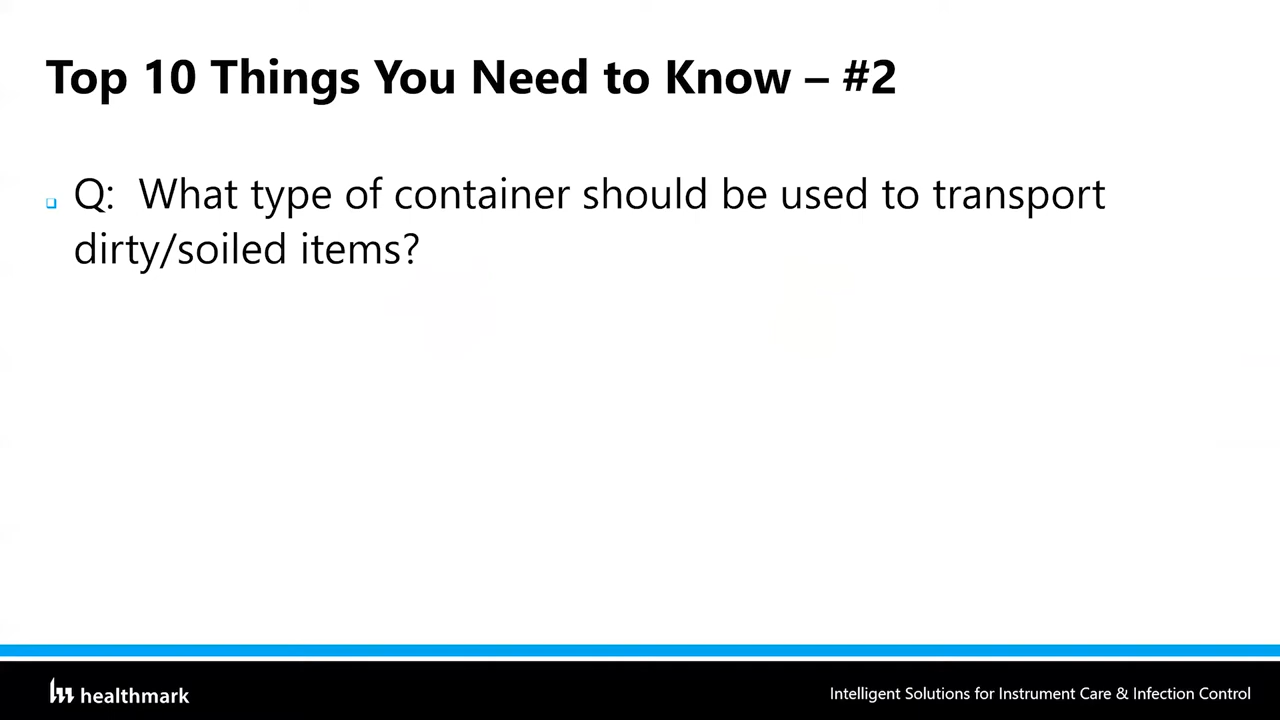 Top 10 Things You Need to Know – #2
Q: What type of container should be used to transport
dirty/soiled items?
healthmark
Intelligent Solutions for Instrument Care & Infection Control